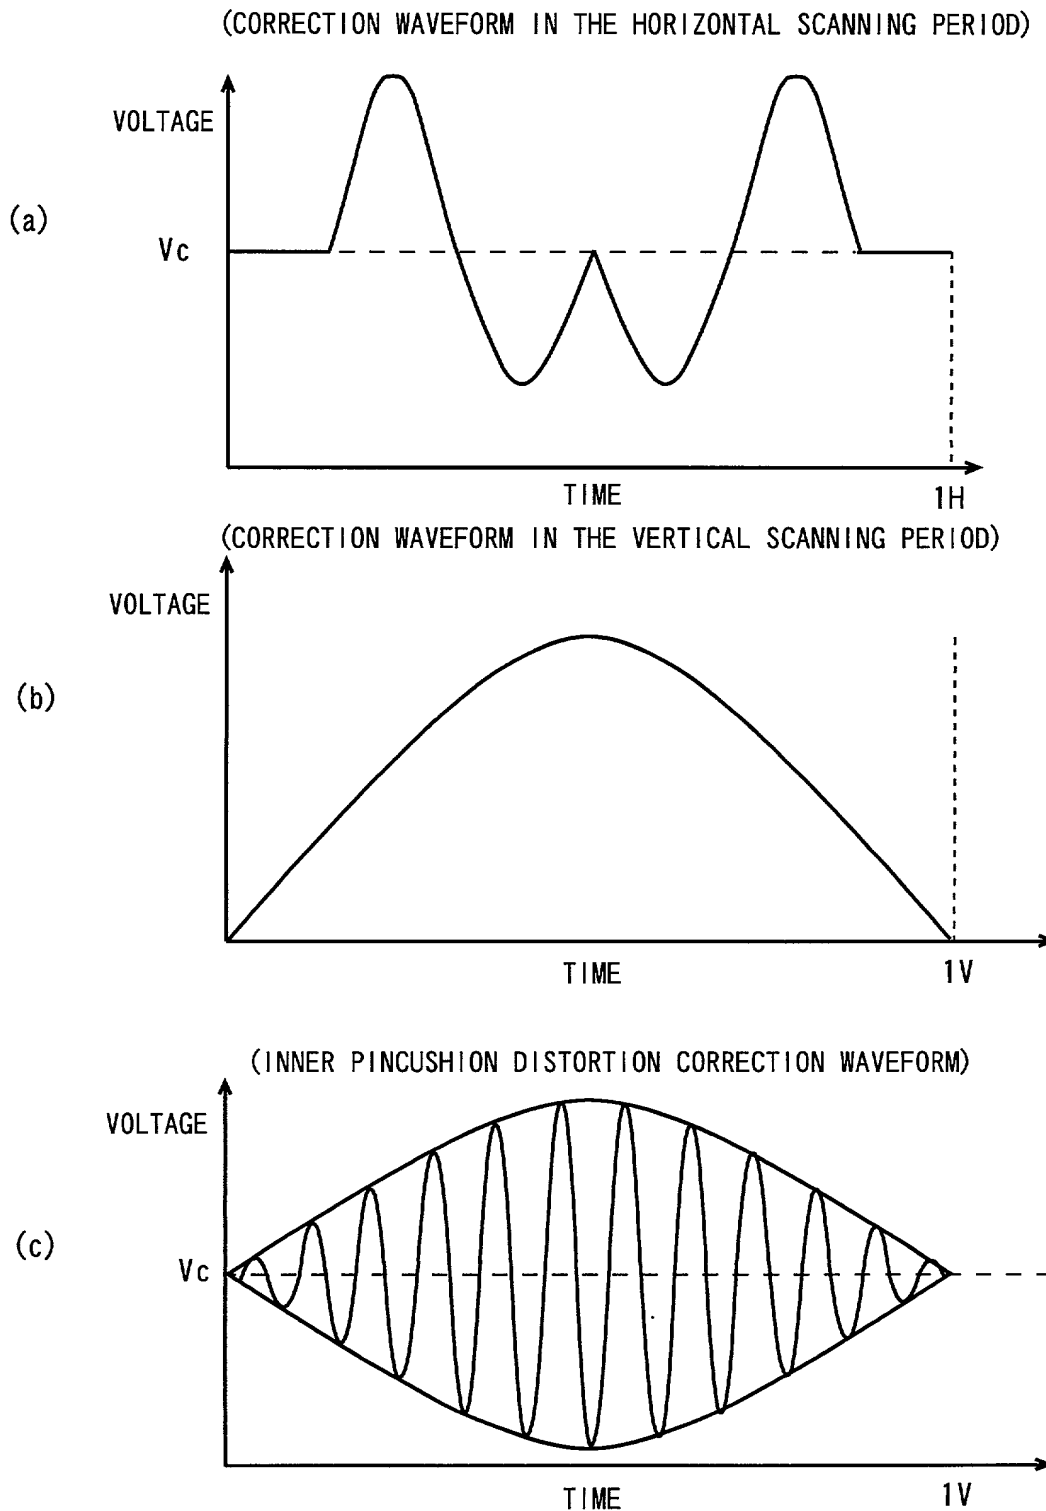 (CORRECTION WAVEFORM IN THE HORIZONTAL SCANNING PERIOD)
VOLTAGE
(a)
Vc
TIME
1H
(CORRECTION WAVEFORM IN THE VERTICAL SCANNING PERIOD)
VOLTAGE
(b)
TIME
1V
(INNER PINCUSHION DISTORTION CORRECTION WAVEFORM)
VOLTAGE
(c)
Vc
TIME
1V